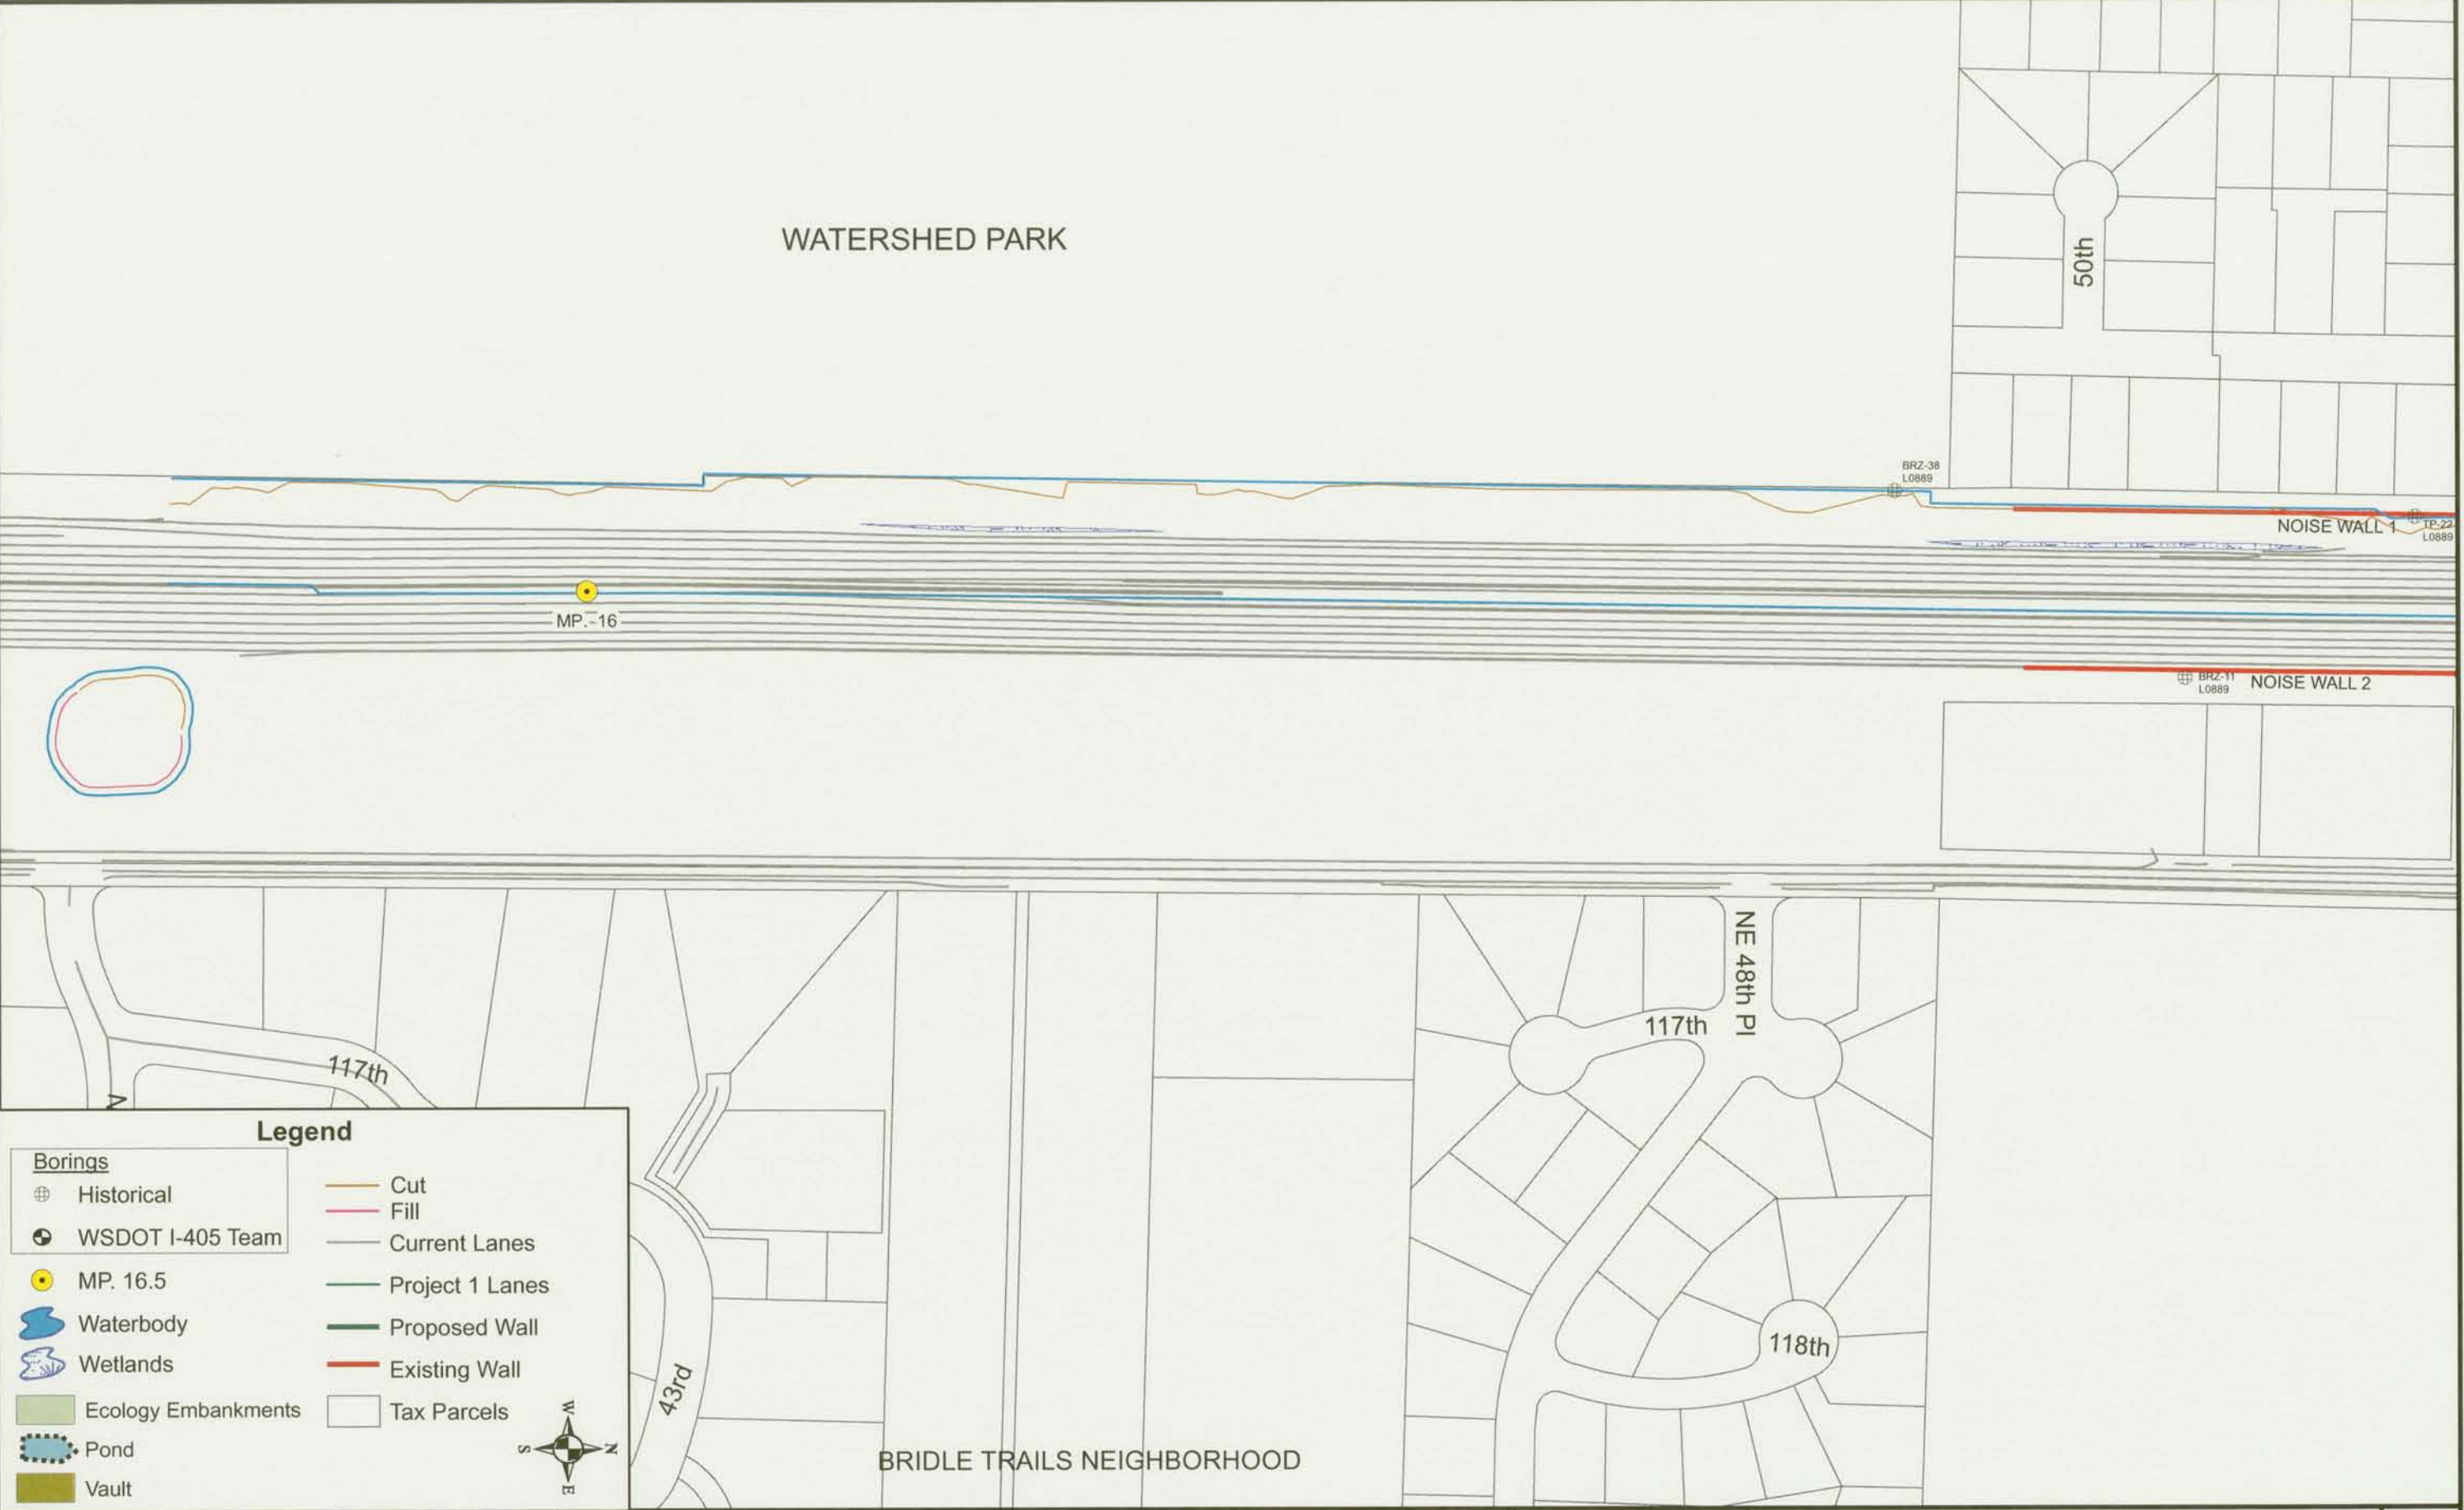 WATERSHED PARK
50th
BRZ-38
L0889
NOISE WALL 1
TP-22
L0889
MP.-16
BRZ-11
L0889
NOISE WALL 2
NE 48th Pl
117th
117th
118th
43rd
BRIDLE TRAILS NEIGHBORHOOD
Legend
Borings
Historical
WSDOT I-405 Team
MP. 16.5
Waterbody
Wetlands
Ecology Embankments
Pond
Vault
Cut
Fill
Current Lanes
Project 1 Lanes
Proposed Wall
Existing Wall
Tax Parcels
W
S
N
E